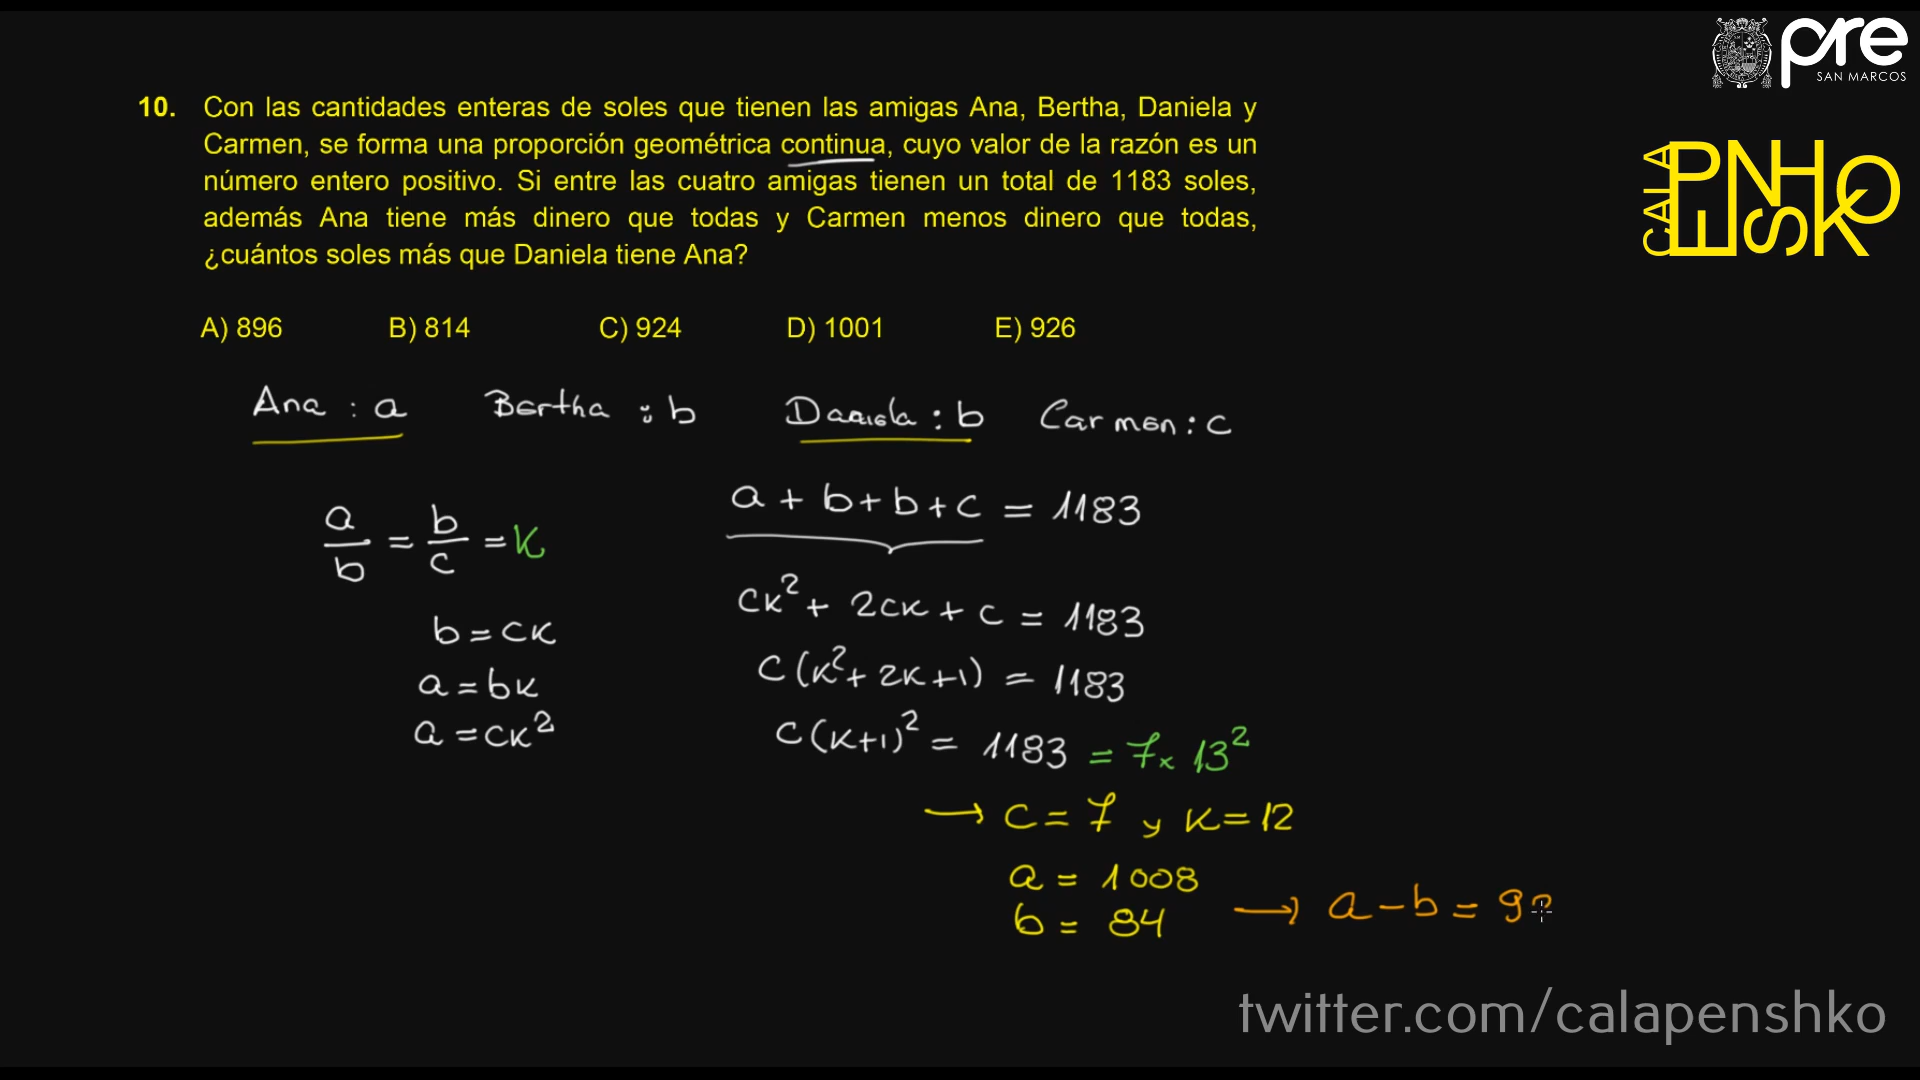 pre
SAN MARCOS
CALA
PENSHKO
10. Con las cantidades enteras de soles que tienen las amigas Ana, Bertha, Daniela y
Carmen, se forma una proporción geométrica continua, cuyo valor de la razón es un
número entero positivo. Si entre las cuatro amigas tienen un total de 1183 soles,
además Ana tiene más dinero que todas y Carmen menos dinero que todas,
¿cuántos soles más que Daniela tiene Ana?
A) 896 B) 814 C) 924 D) 1001 E) 926
Ana : a Bertha : b Daniela : b Carmen : c
a/b = b/c = K
b = cK
a = bK
a = cK²
a + b + b + c = 1183
cK² + 2cK + c = 1183
c(K² + 2K + 1) = 1183
c(K+1)² = 1183 = 7 × 13²
→ c = 7 y K = 12
a = 1008
b = 84
→ a - b = 9
twitter.com/calapenshko